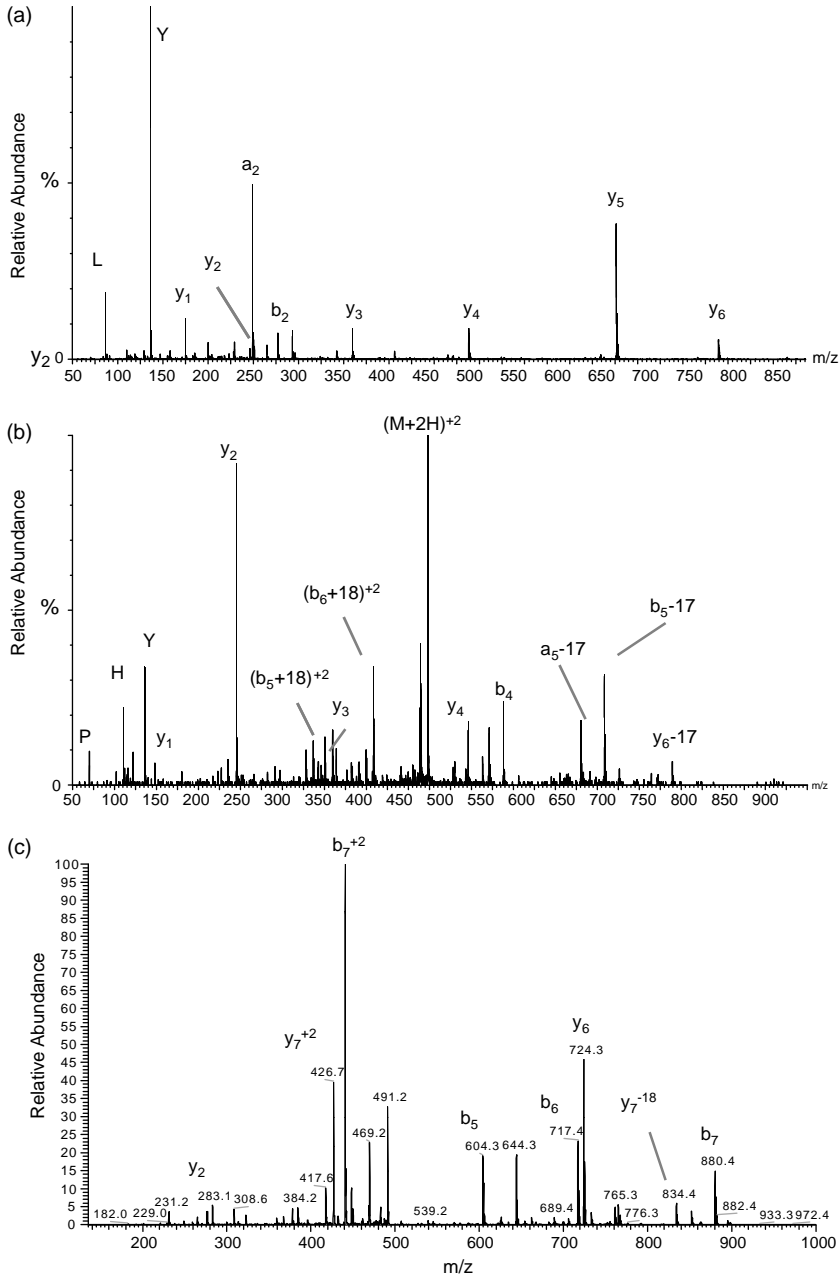 (a)
Y
a2
%
y5
L
y2
y1
b2
y3
y4
y6
Relative Abundance
y2 0
50 100 150 200 250 300 350 400 450 500 550 600 650 700 750 800 850 m/z
(b)
(M+2H)+2
y2
(b6+18)+2
%
b5-17
Y
a5-17
H
(b5+18)+2
b4
y3
y4
P
y1
y6-17
Relative Abundance
0
50 100 150 200 250 300 350 400 450 500 550 600 650 700 750 800 850 900 m/z
(c)
b7+2
100
95
90
85
80
75
70
65
60
55
50
45
40
35
30
25
20
15
10
5
0
Relative Abundance
y7+2
y6
426.7
724.3
491.2
b5
b6
y7-18
469.2
604.3
644.3
717.4
b7
y2
880.4
417.6
182.0 229.0 231.2 283.1 308.6 384.2 539.2 689.4 765.3 776.3 834.4 882.4 933.3 972.4
200 300 400 500 600 700 800 900 1000
m/z